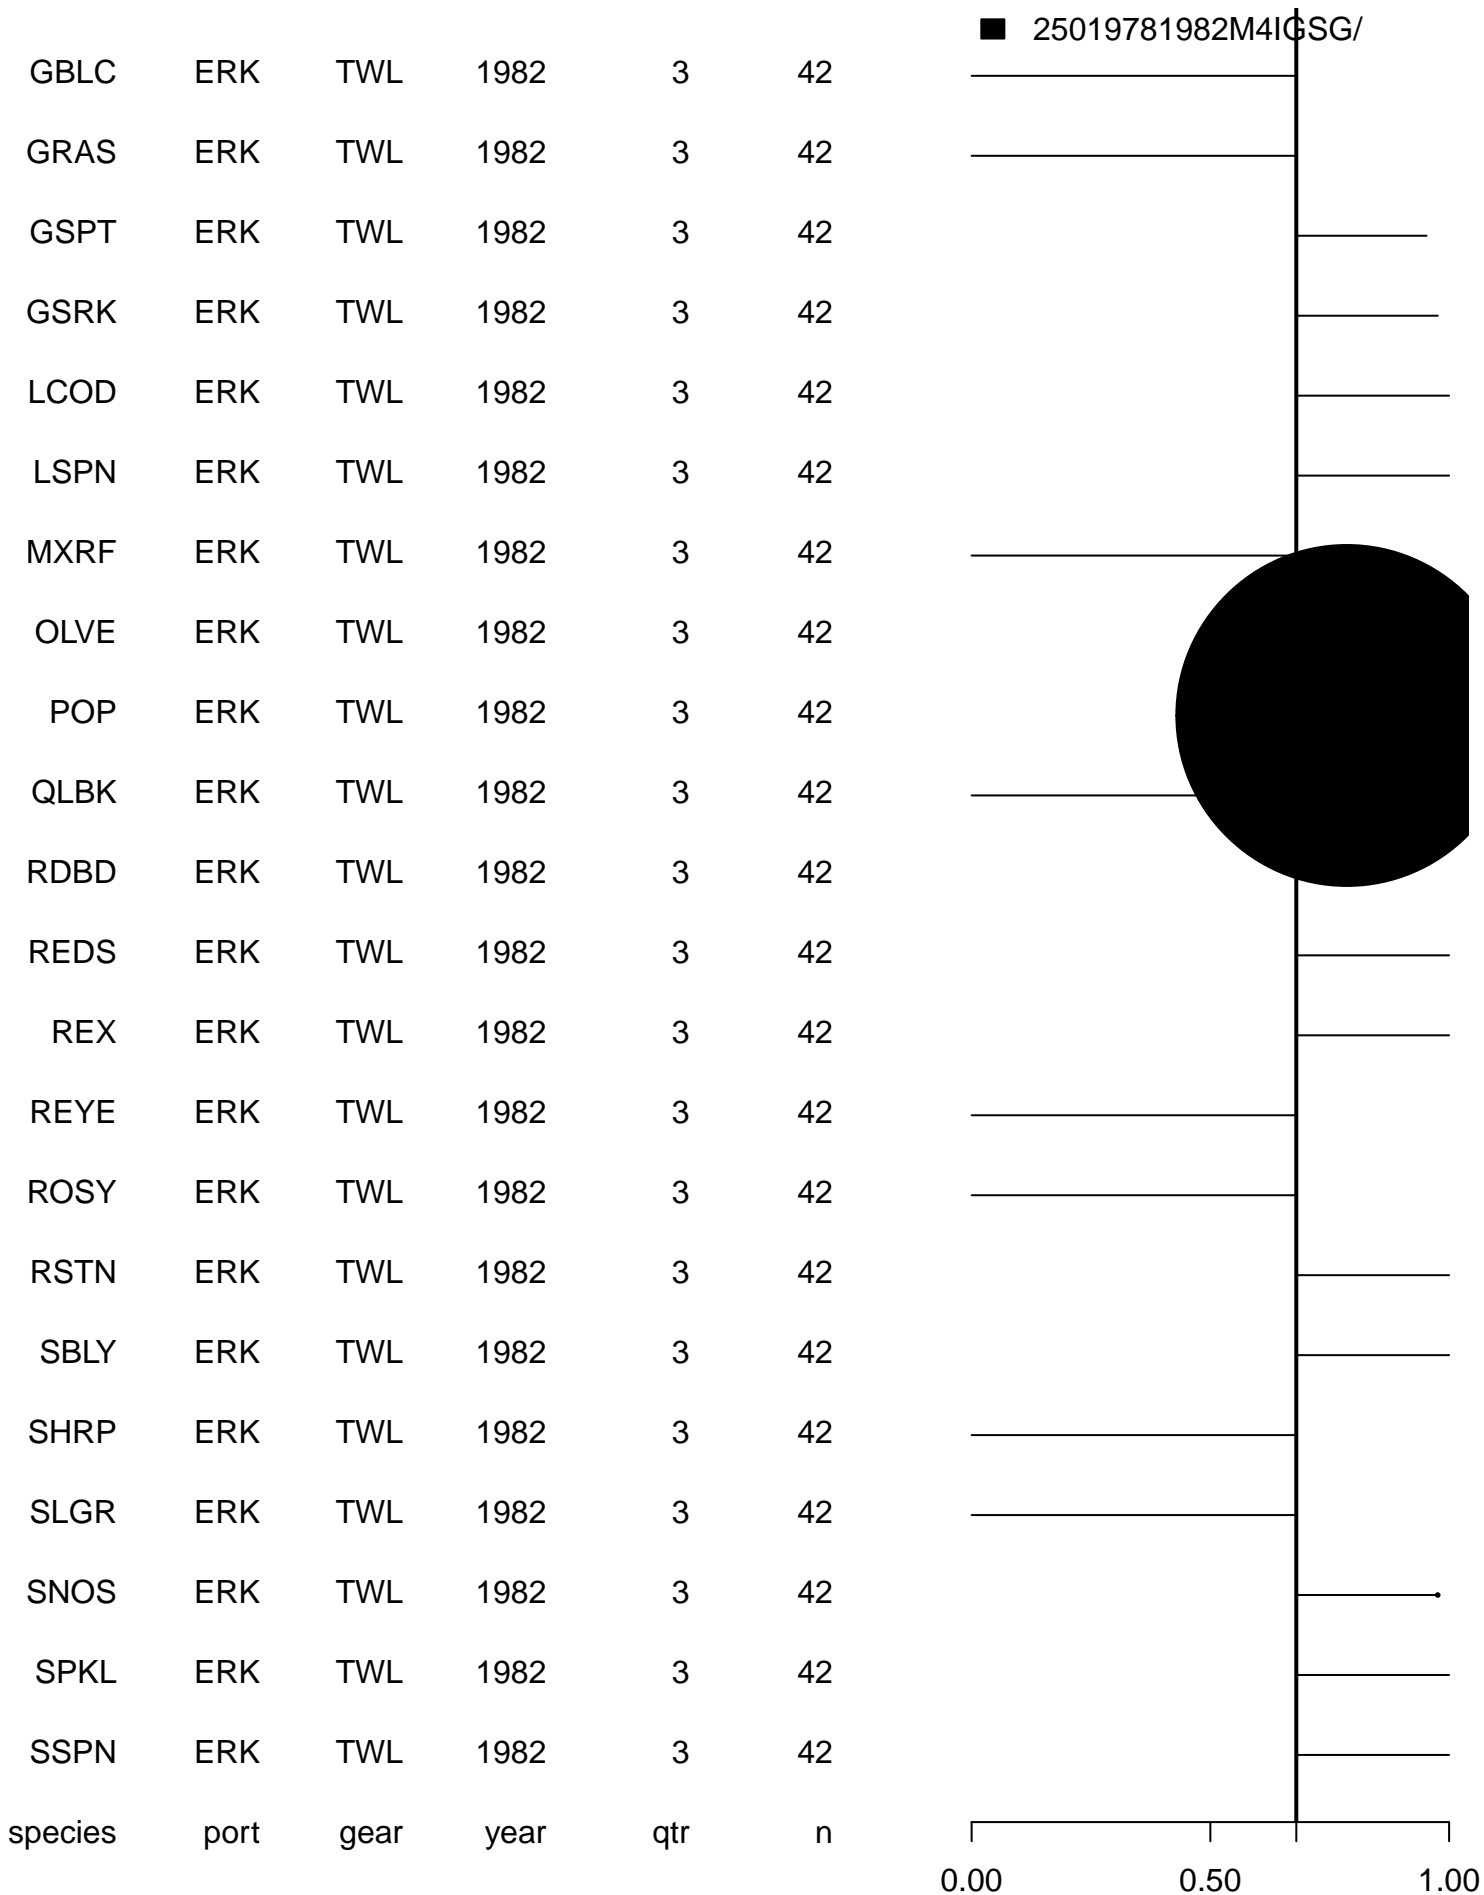 25019781982M4IGSG/
GBLC ERK TWL 1982 3 42
GRAS ERK TWL 1982 3 42
GSPT ERK TWL 1982 3 42
GSRK ERK TWL 1982 3 42
LCOD ERK TWL 1982 3 42
LSPN ERK TWL 1982 3 42
MXRF ERK TWL 1982 3 42
OLVE ERK TWL 1982 3 42
POP ERK TWL 1982 3 42
QLBK ERK TWL 1982 3 42
RDBD ERK TWL 1982 3 42
REDS ERK TWL 1982 3 42
REX ERK TWL 1982 3 42
REYE ERK TWL 1982 3 42
ROSY ERK TWL 1982 3 42
RSTN ERK TWL 1982 3 42
SBLY ERK TWL 1982 3 42
SHRP ERK TWL 1982 3 42
SLGR ERK TWL 1982 3 42
SNOS ERK TWL 1982 3 42
SPKL ERK TWL 1982 3 42
SSPN ERK TWL 1982 3 42
species port gear year qtr n
0.00 0.50 1.00